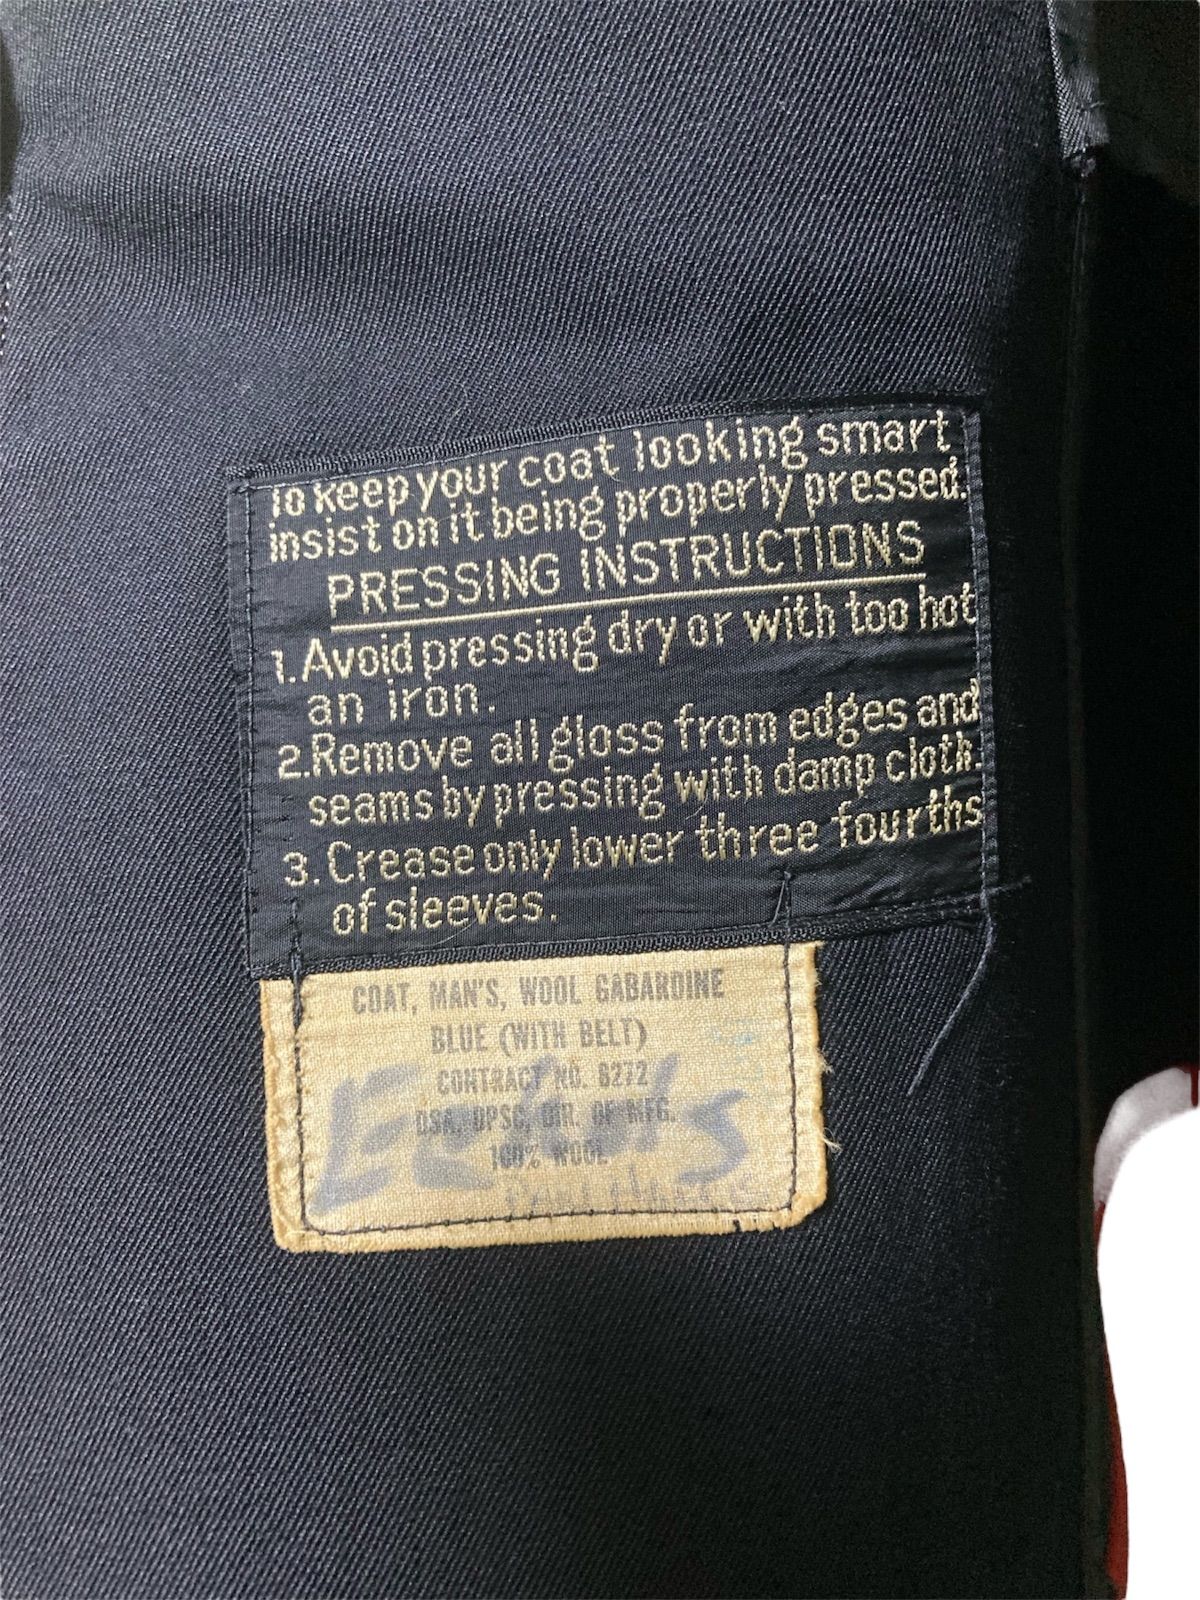 To keep your coat looking smart
insist on it being properly pressed.
PRESSING INSTRUCTIONS
1. Avoid pressing dry or with too hot
an iron.
2. Remove all gloss from edges and
seams by pressing with damp cloth.
3. Crease only lower three fourths
of sleeves.
COAT, MAN'S, WOOL GABARDINE
BLUE (WITH BELT)
CONTRACT NO. 8272
DSA, DPSC, DIR. OF MFG.
100% WOOL